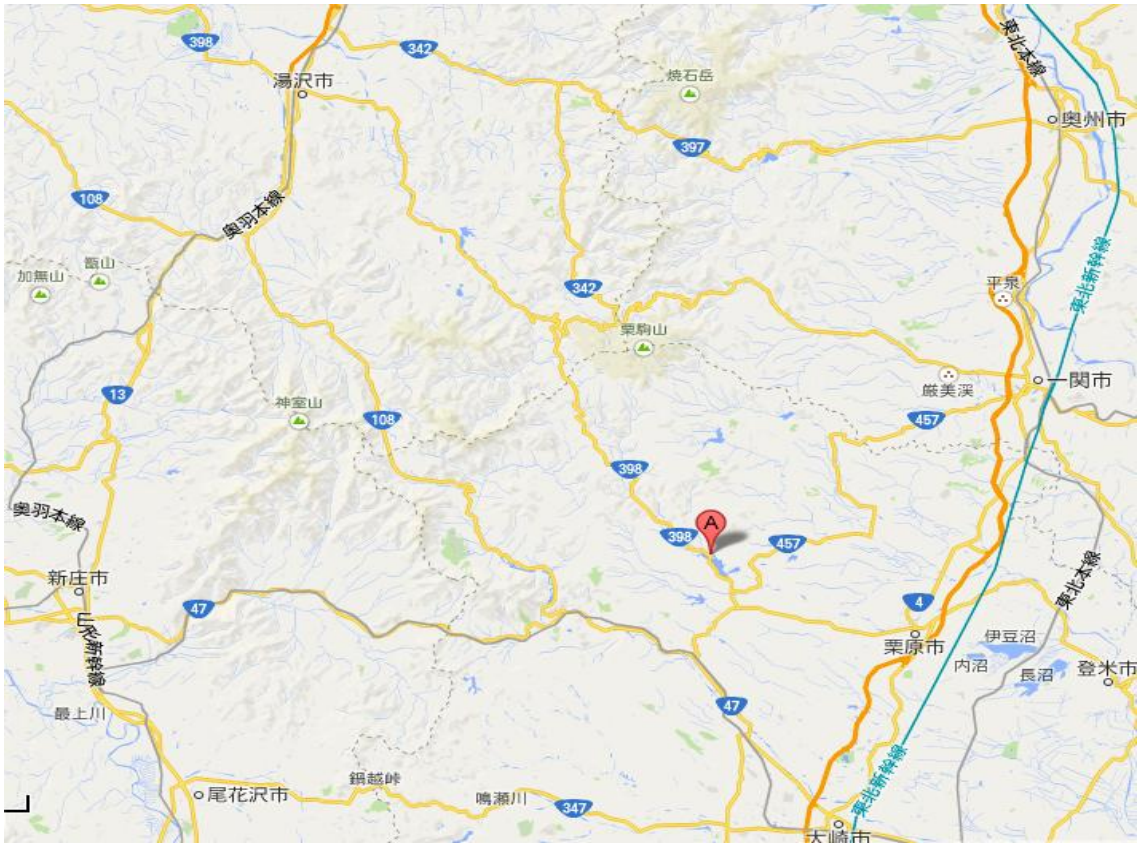 398
342
湯沢市
焼石岳
東北本線
奥州市
397
108
奥羽本線
加無山
甑山
342
平泉
東北新幹線
栗駒山
13
神室山
108
厳美渓
一関市
457
398
奥羽本線
A
398
457
新庄市
47
山形新幹線
4
栗原市
伊豆沼
内沼
長沼
東北本線
登米市
47
最上川
鍋越峠
尾花沢市
鳴瀬川
347
東北新幹線
大崎市